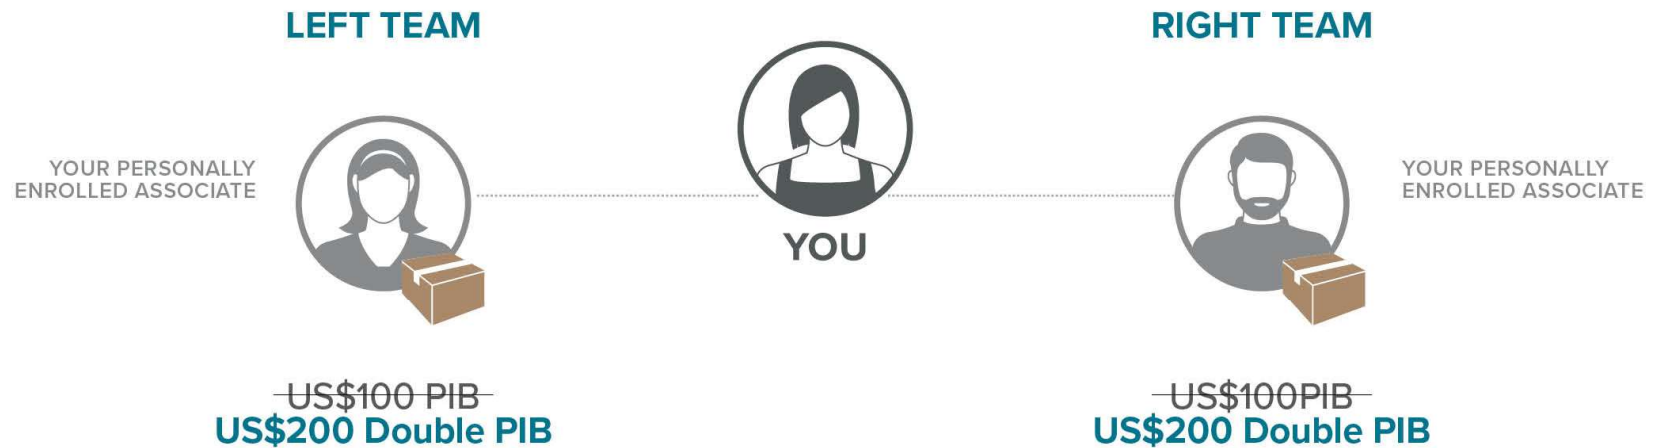 LEFT TEAM
RIGHT TEAM
YOUR PERSONALLY
ENROLLED ASSOCIATE
YOU
YOUR PERSONALLY
ENROLLED ASSOCIATE
US$100 PIB
US$200 Double PIB
US$100PIB
US$200 Double PIB